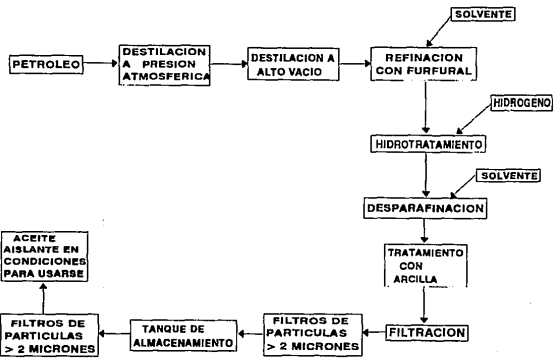 SOLVENTE
PETROLEO
DESTILACION
A PRESION
ATMOSFERICA
DESTILACION A
ALTO VACIO
REFINACION
CON FURFURAL
HIDROGENO
HIDROTRATAMIENTO
SOLVENTE
DESPARAFINACION
TRATAMIENTO
CON
ARCILLA
FILTRACION
FILTROS DE
PARTICULAS
> 2 MICRONES
TANQUE DE
ALMACENAMIENTO
FILTROS DE
PARTICULAS
> 2 MICRONES
ACEITE
AISLANTE EN
CONDICIONES
PARA USARSE